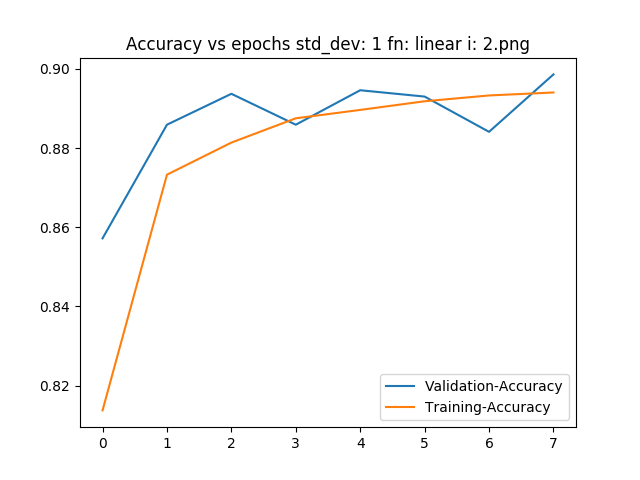 Accuracy vs epochs std_dev: 1 fn: linear i: 2.png
0.90
0.88
0.86
0.84
0.82
0 1 2 3 4 5 6 7
Validation-Accuracy
Training-Accuracy